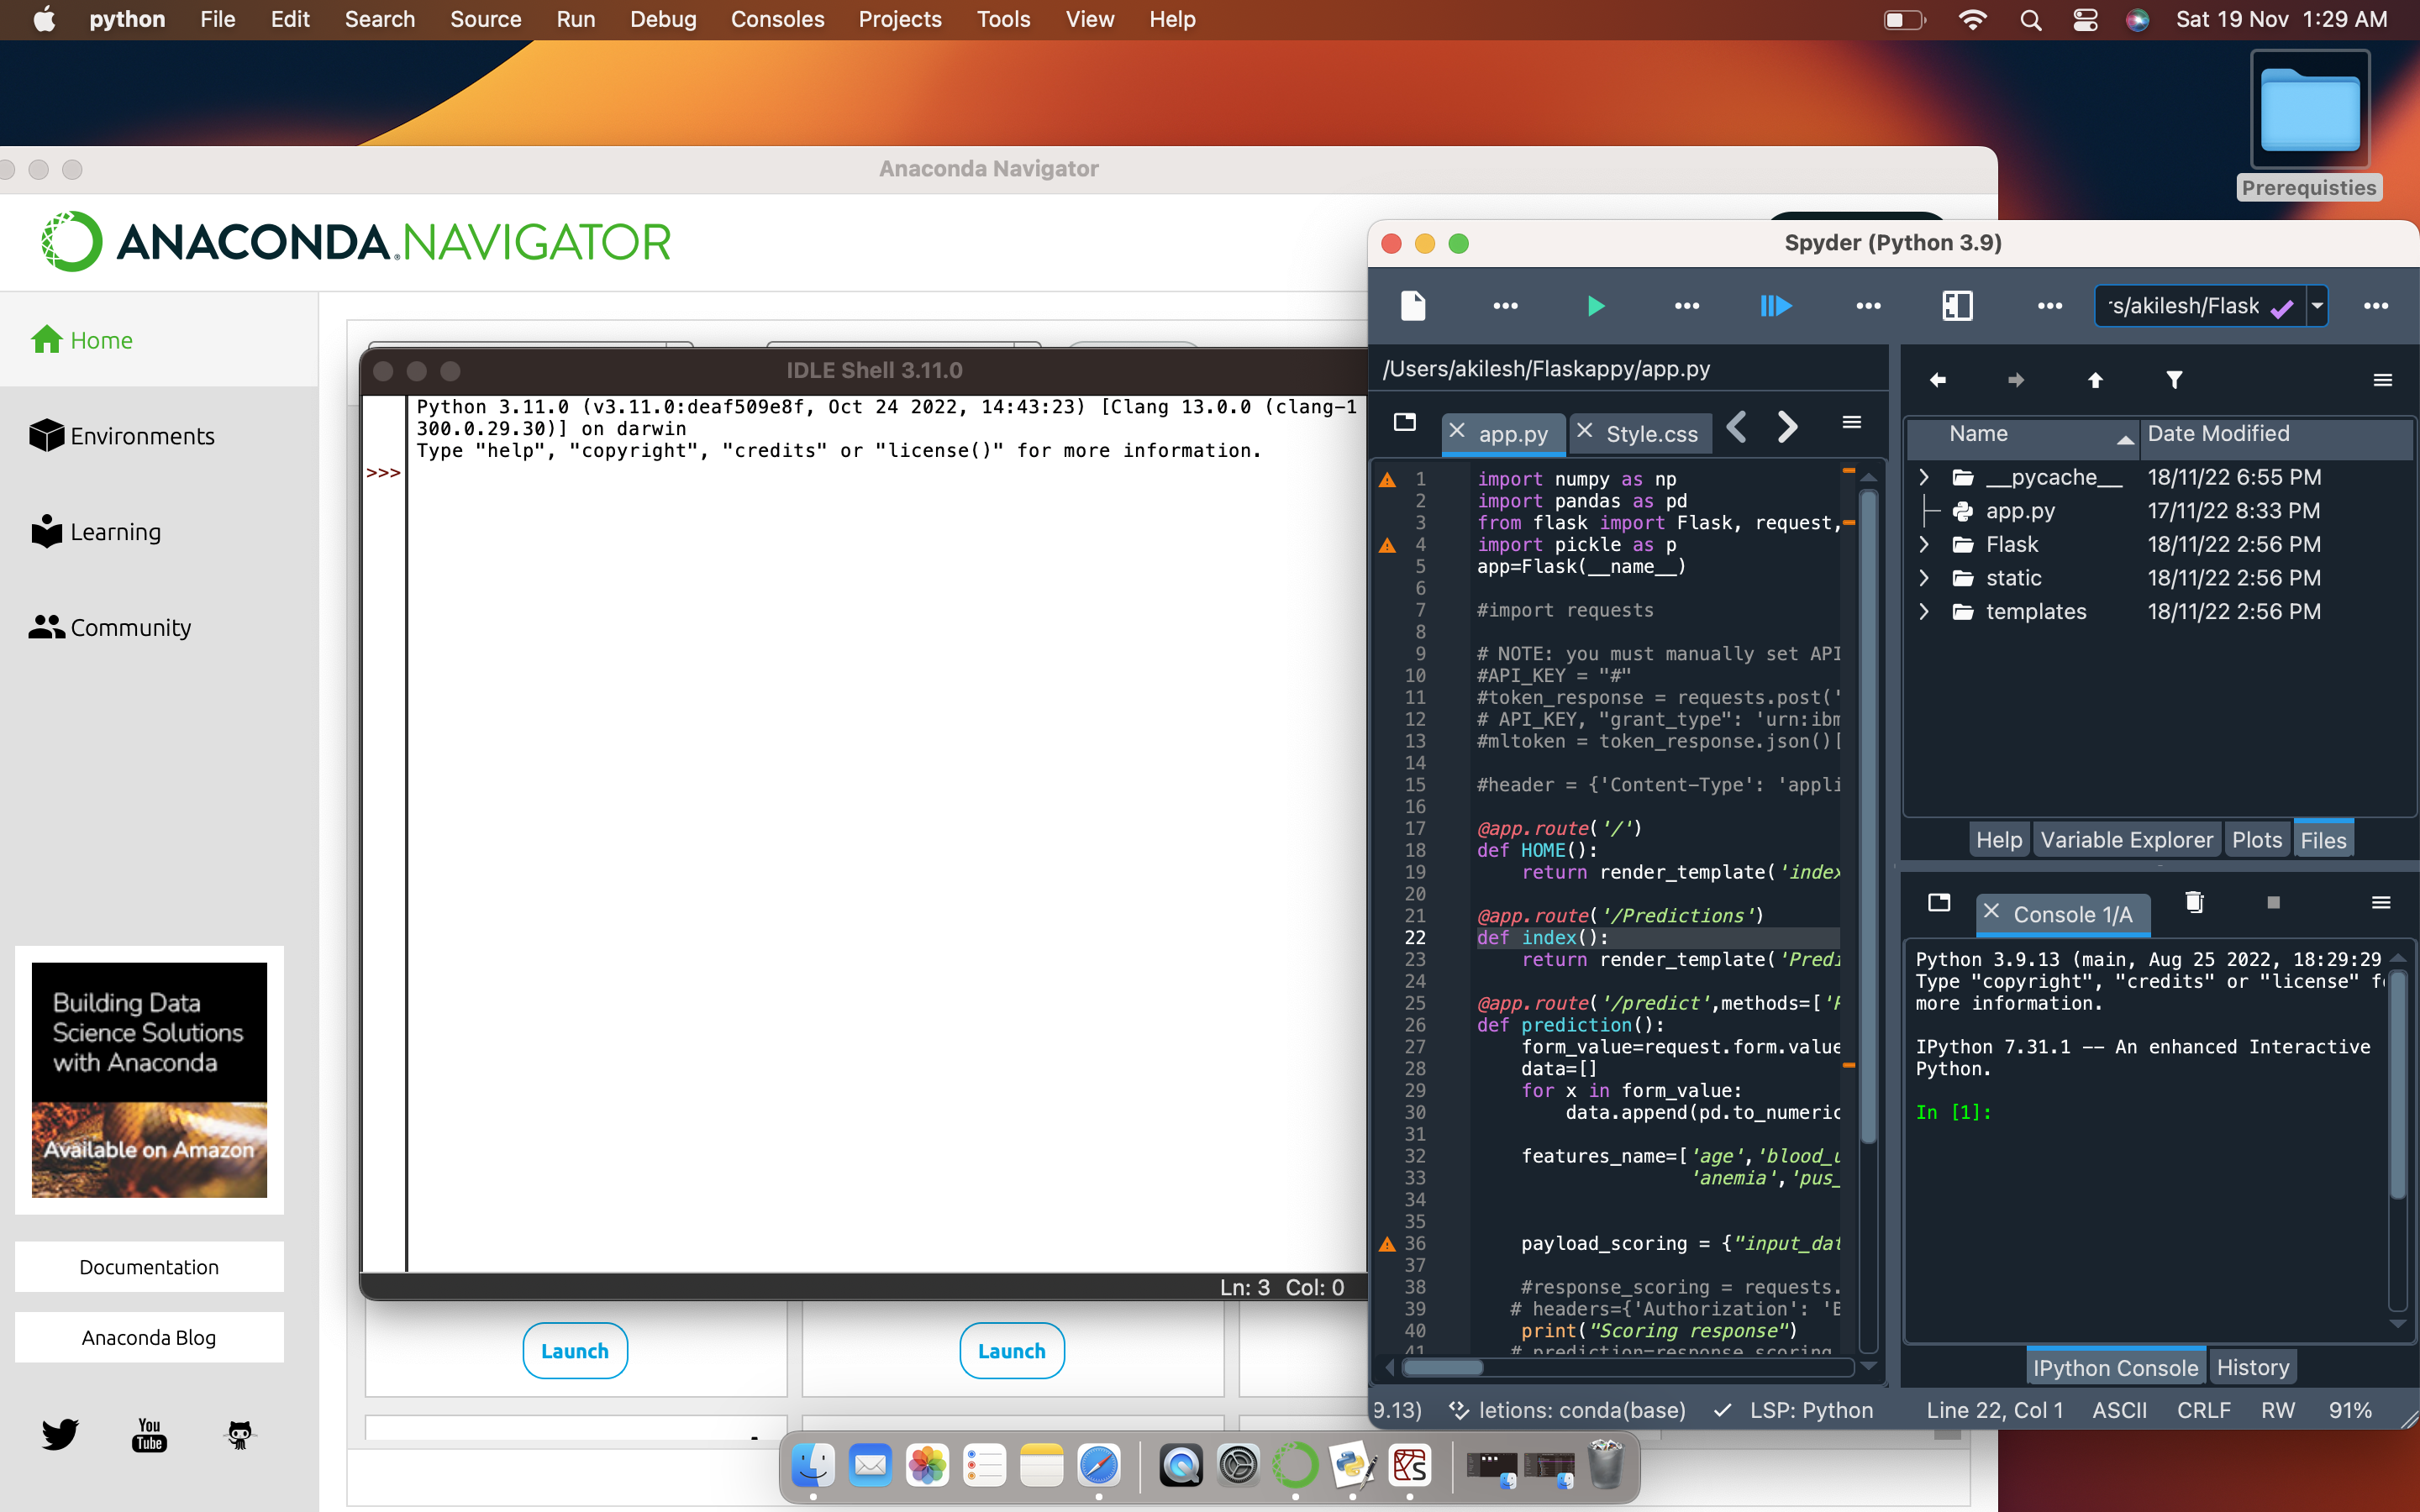 python File Edit Search Source Run Debug Consoles Projects Tools View Help Sat 19 Nov 1:29 AM
Prerequisties
Anaconda Navigator
ANACONDA.NAVIGATOR
Home
Environments
Learning
Community
Building Data
Science Solutions
with Anaconda
Available on Amazon
Documentation
Anaconda Blog
You
Tube
IDLE Shell 3.11.0
Python 3.11.0 (v3.11.0:deaf509e8f, Oct 24 2022, 14:43:23) [Clang 13.0.0 (clang-1
300.0.29.30)] on darwin
Type "help", "copyright", "credits" or "license()" for more information.
>>>
Ln: 3 Col: 0
Launch
Launch
Spyder (Python 3.9)
's/akilesh/Flask
/Users/akilesh/Flaskappy/app.py
app.py Style.css
1 import numpy as np
2 import pandas as pd
3 from flask import Flask, request,
4 import pickle as p
5 app=Flask(__name__)
6
7 #import requests
8
9 # NOTE: you must manually set API
10 #API_KEY = "#"
11 #token_response = requests.post('
12 # API_KEY, "grant_type": 'urn:ibm
13 #mltoken = token_response.json()[
14
15 #header = {'Content-Type': 'appli
16
17 @app.route('/')
18 def HOME():
19 return render_template('index
20
21 @app.route('/Predictions')
22 def index():
23 return render_template('Predi
24
25 @app.route('/predict',methods=['P
26 def prediction():
27 form_value=request.form.value
28 data=[]
29 for x in form_value:
30 data.append(pd.to_numeric
31
32 features_name=['age','blood_u
33 'anemia','pus_
34
35
36 payload_scoring = {"input_dat
37
38 #response_scoring = requests.
39 # headers={'Authorization': 'B
40 print("Scoring response")
41 # prediction=response_scoring
Name Date Modified
__pycache__ 18/11/22 6:55 PM
app.py 17/11/22 8:33 PM
Flask 18/11/22 2:56 PM
static 18/11/22 2:56 PM
templates 18/11/22 2:56 PM
Help Variable Explorer Plots Files
Console 1/A
Python 3.9.13 (main, Aug 25 2022, 18:29:29
Type "copyright", "credits" or "license" f
more information.
IPython 7.31.1 -- An enhanced Interactive
Python.
In [1]:
IPython Console History
9.13) letions: conda(base) LSP: Python Line 22, Col 1 ASCII CRLF RW 91%